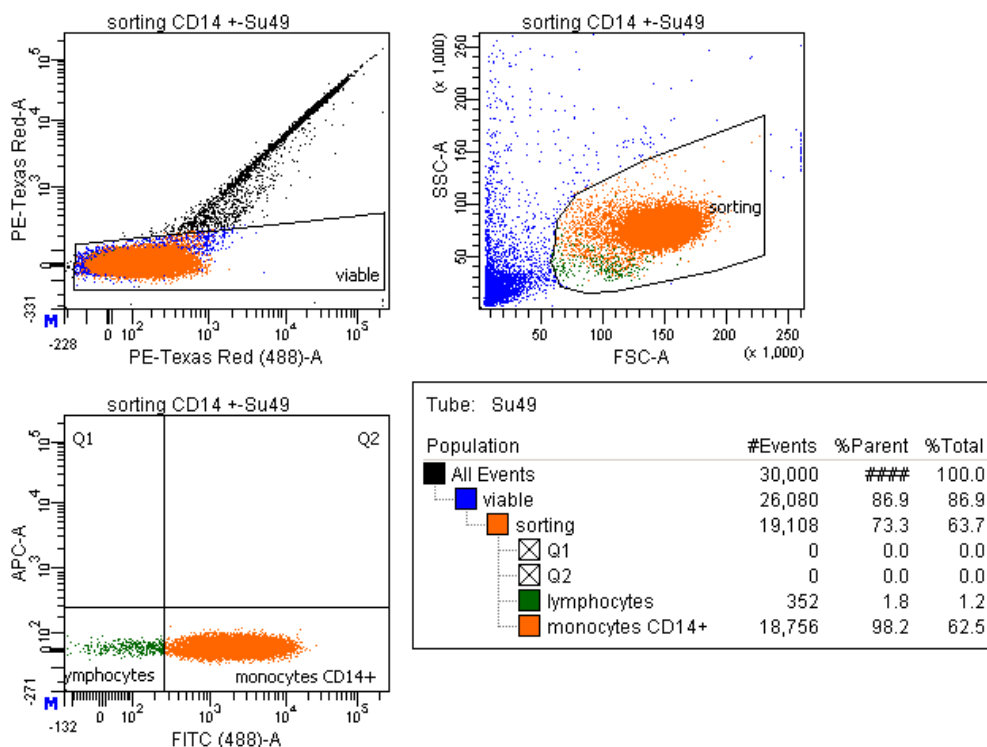 sorting CD14 +-Su49
PE-Texas Red-A
10^5
10^4
10^3
0
-331
viable
M
-228
0 10^2 10^3 10^4 10^5
PE-Texas Red (488)-A
sorting CD14 +-Su49
(x 1,000)
SSC-A
250
200
150
100
50
sorting
50 100 150 200 250
FSC-A
(x 1,000)
sorting CD14 +-Su49
APC-A
10^5
10^4
10^3
10^2
0
-271
Q1 Q2
lymphocytes monocytes CD14+
M
-132
0 10^2 10^3 10^4 10^5
FITC (488)-A
Tube: Su49
Population #Events %Parent %Total
All Events 30,000 #### 100.0
viable 26,080 86.9 86.9
sorting 19,108 73.3 63.7
Q1 0 0.0 0.0
Q2 0 0.0 0.0
lymphocytes 352 1.8 1.2
monocytes CD14+ 18,756 98.2 62.5